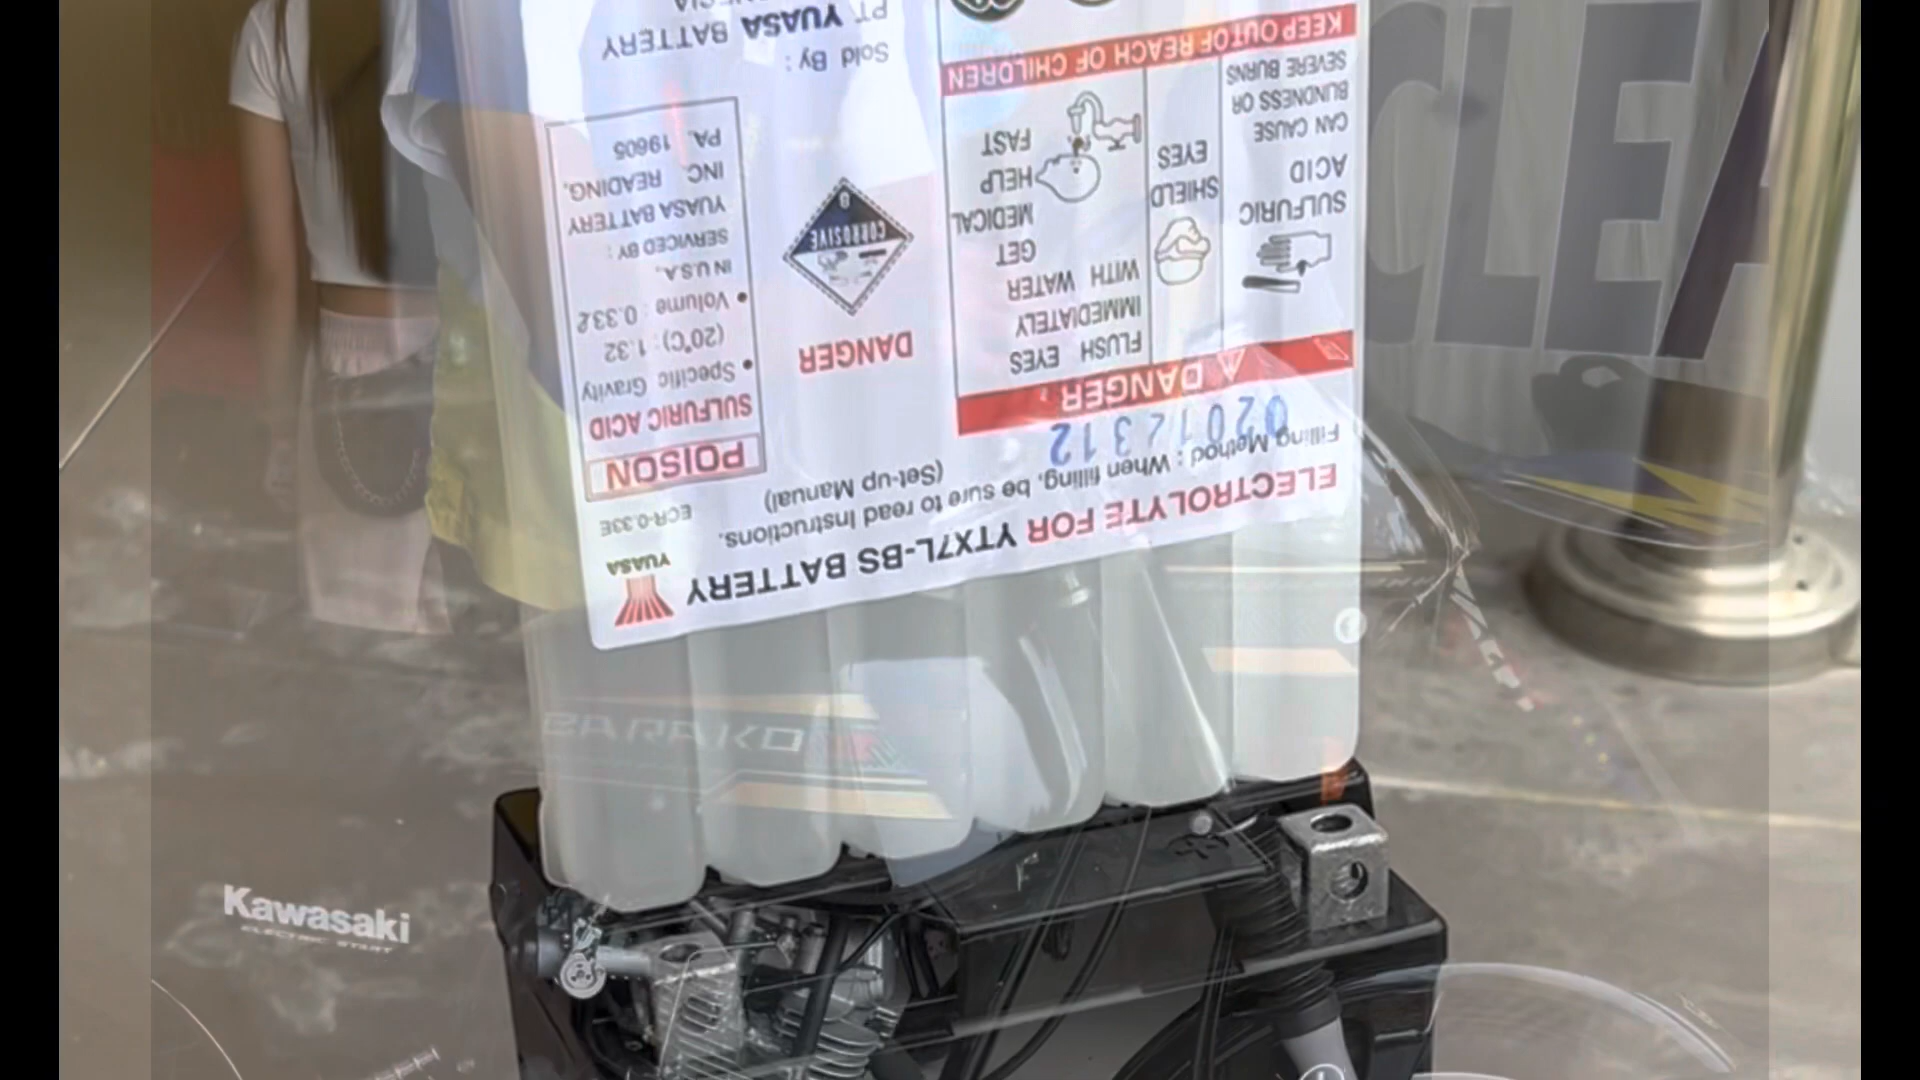 ELECTROLYTE FOR YTX7L-BS BATTERY
Filling Method : When filling, be sure to read Instructions.
(Set-up Manual)
DANGER
SULFURIC
ACID
CAN CAUSE
BLINDNESS OR
SEVERE BURNS
SHIELD
EYES
FLUSH EYES
IMMEDIATELY
WITH WATER
GET
MEDICAL
HELP
FAST
KEEP OUT OF REACH OF CHILDREN
YUASA
ECR-0.33E
POISON
SULFURIC ACID
• Specific Gravity
(20°C) : 1.32
• Volume : 0.33ℓ
IN U.S.A.,
SERVICED BY :
YUASA BATTERY
INC. READING,
PA. 19605
DANGER
CORROSIVE
8
Sold By :
PT. YUASA BATTERY
CLEA
BARAKO
Kawasaki
ELECTRIC START